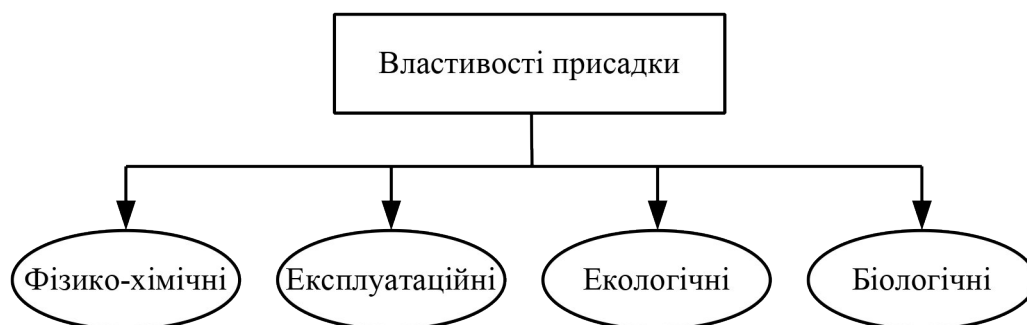 Властивості присадки
Фізико-хімічні
Експлуатаційні
Екологічні
Біологічні